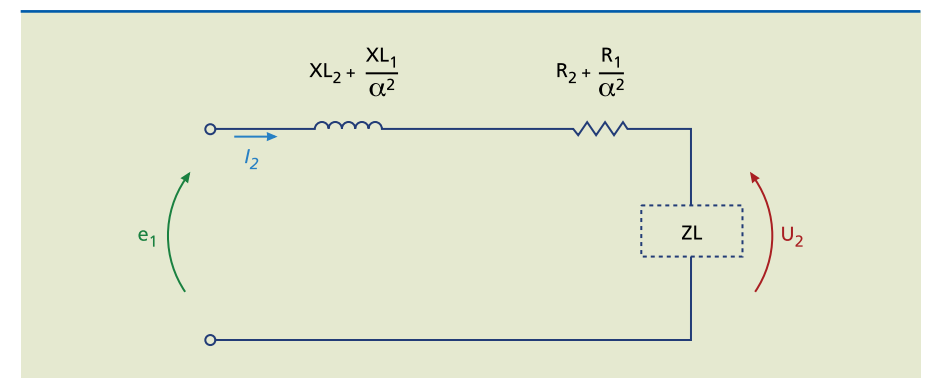 XL₂ + XL₁/α²
R₂ + R₁/α²
I₂
e₁
ZL
U₂